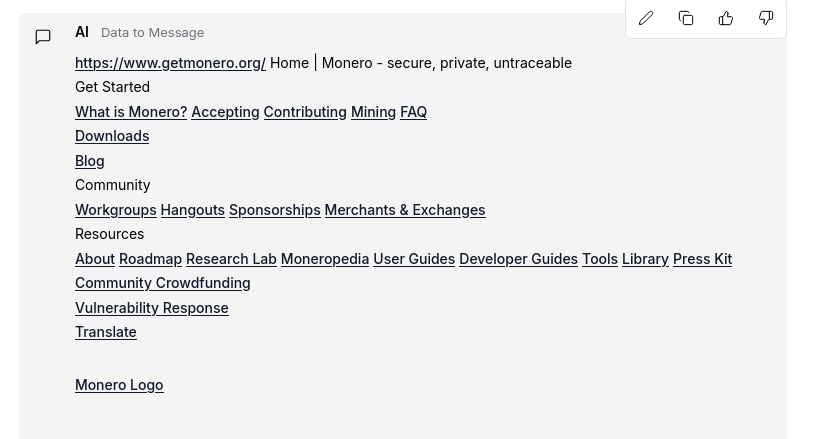 AI Data to Message
https://www.getmonero.org/ Home | Monero - secure, private, untraceable
Get Started
What is Monero? Accepting Contributing Mining FAQ
Downloads
Blog
Community
Workgroups Hangouts Sponsorships Merchants & Exchanges
Resources
About Roadmap Research Lab Moneropedia User Guides Developer Guides Tools Library Press Kit
Community Crowdfunding
Vulnerability Response
Translate
Monero Logo